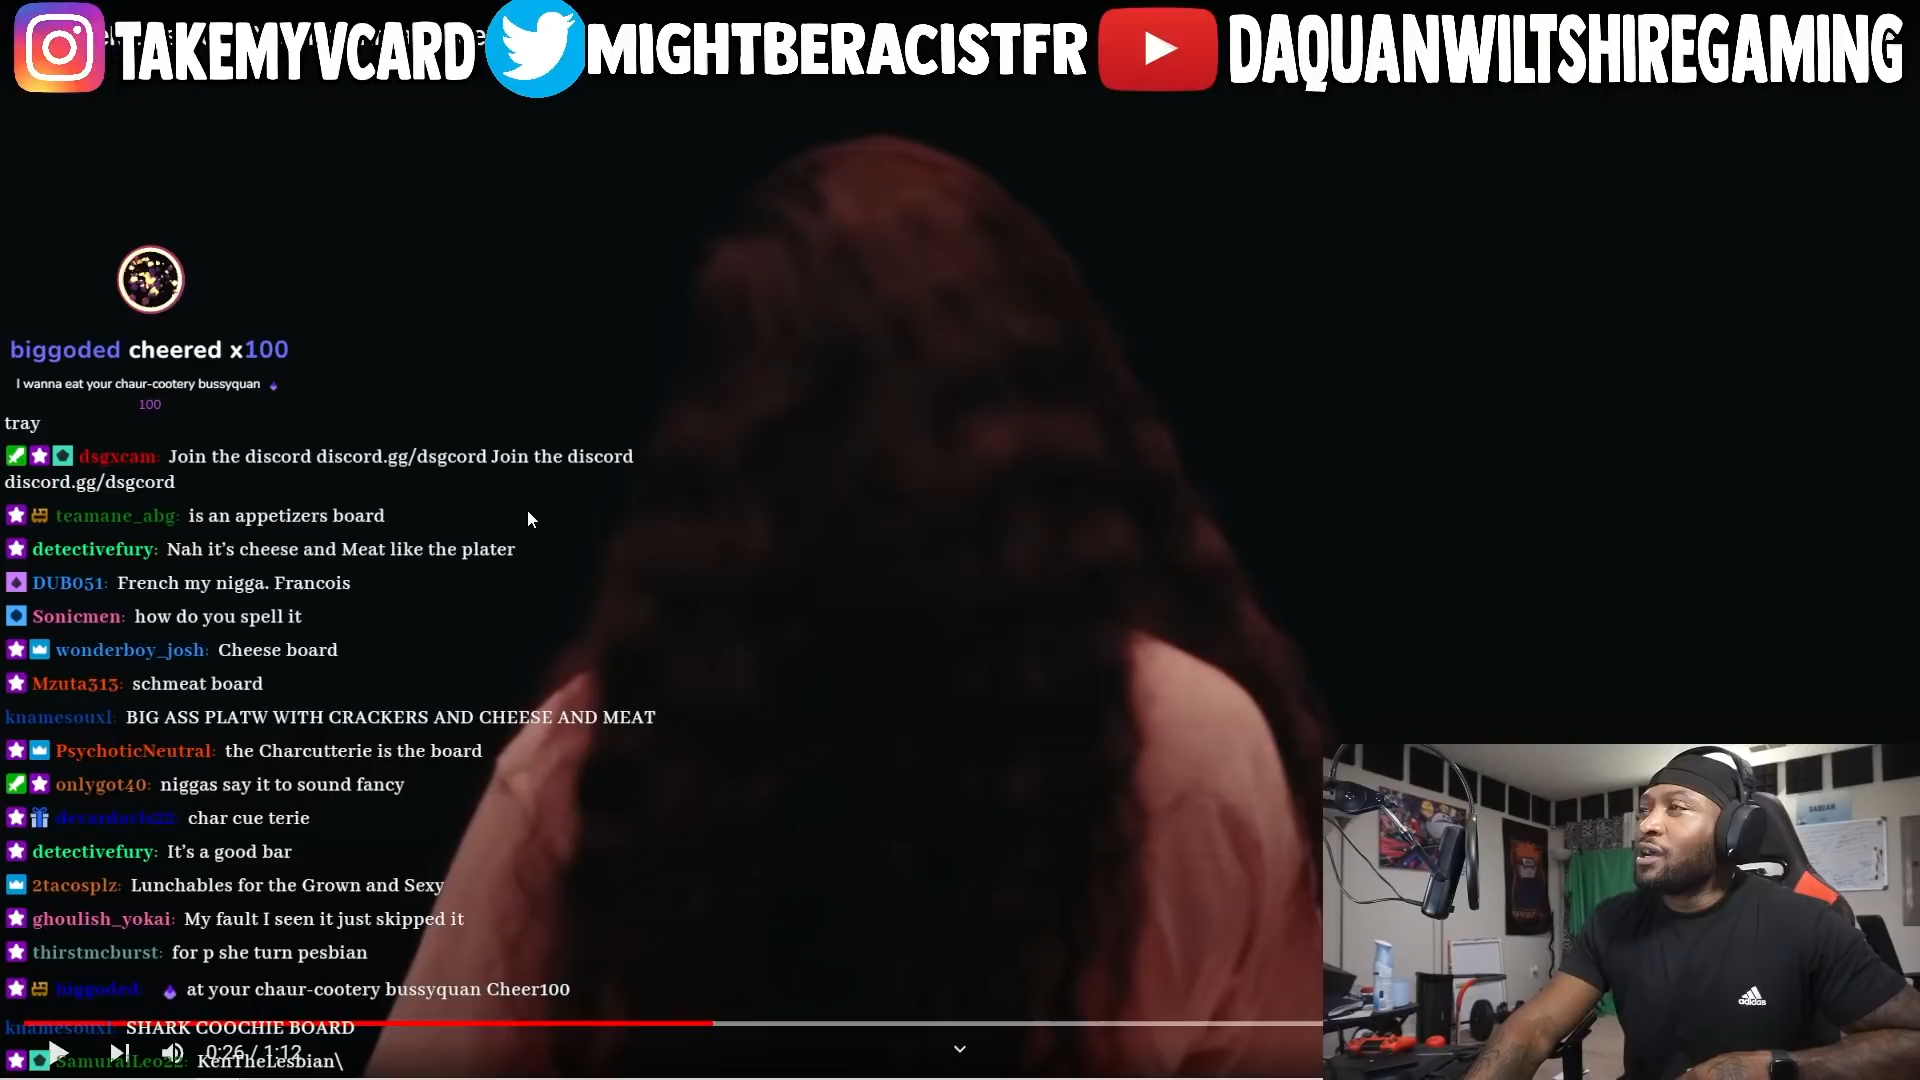 TAKEMYVCARD MIGHTBERACISTFR DAQUANWILTSHIREGAMING
biggoded cheered x100
I wanna eat your chaur-cootery bussyquan
100
tray
dsgxcam: Join the discord discord.gg/dsgcord Join the discord
discord.gg/dsgcord
teamane_abg: is an appetizers board
detectivefury: Nah it's cheese and Meat like the plater
DUB051: French my nigga. Francois
Sonicmen: how do you spell it
wonderboy_josh: Cheese board
Mzuta313: schmeat board
knamesouxl: BIG ASS PLATW WITH CRACKERS AND CHEESE AND MEAT
PsychoticNeutral: the Charcutterie is the board
onlygot40: niggas say it to sound fancy
char cue terie
detectivefury: It's a good bar
2tacosplz: Lunchables for the Grown and Sexy
ghoulish_yokai: My fault I seen it just skipped it
thirstmcburst: for p she turn pesbian
biggoded: at your chaur-cootery bussyquan Cheer100
knamesouxl: SHARK COOCHIE BOARD
0:26 / 1:12
SamuraiLeo22: KenTheLesbian\
DAQUAN
adidas